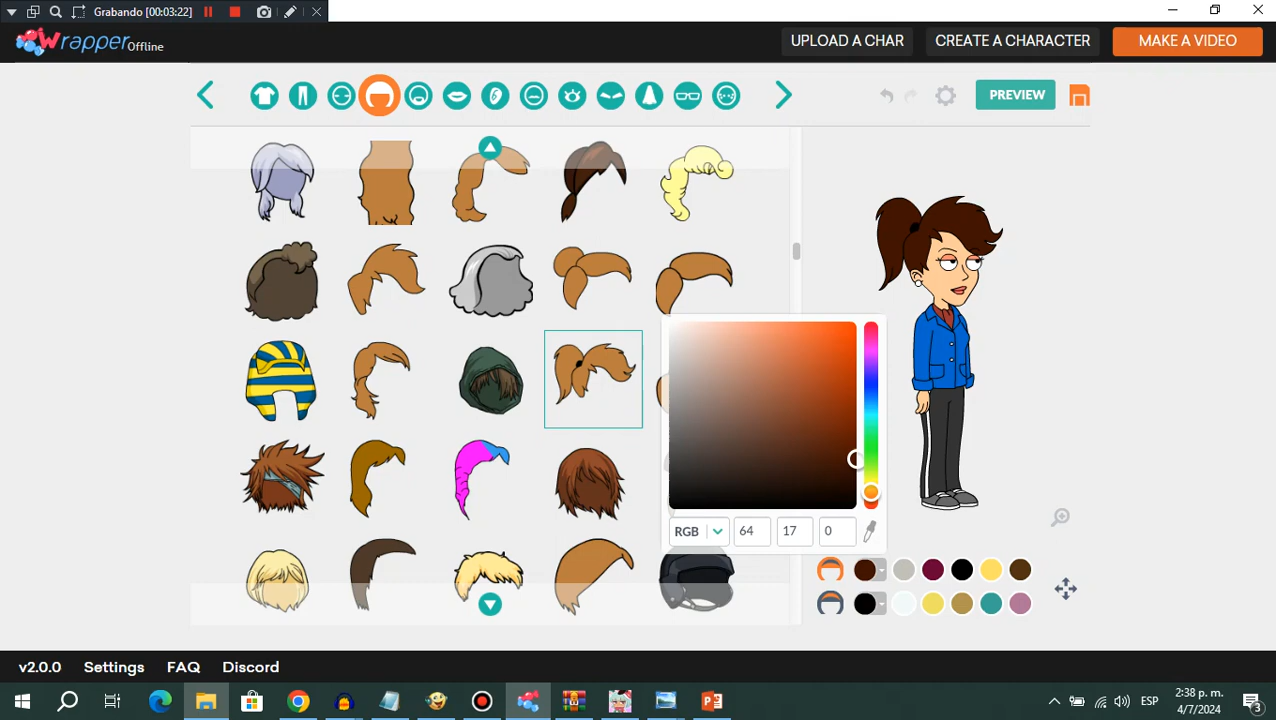 Grabando [00:03:22]
Wrapper Offline
UPLOAD A CHAR
CREATE A CHARACTER
MAKE A VIDEO
PREVIEW
RGB
64
17
0
v2.0.0
Settings
FAQ
Discord
ESP
2:38 p. m.
4/7/2024
3